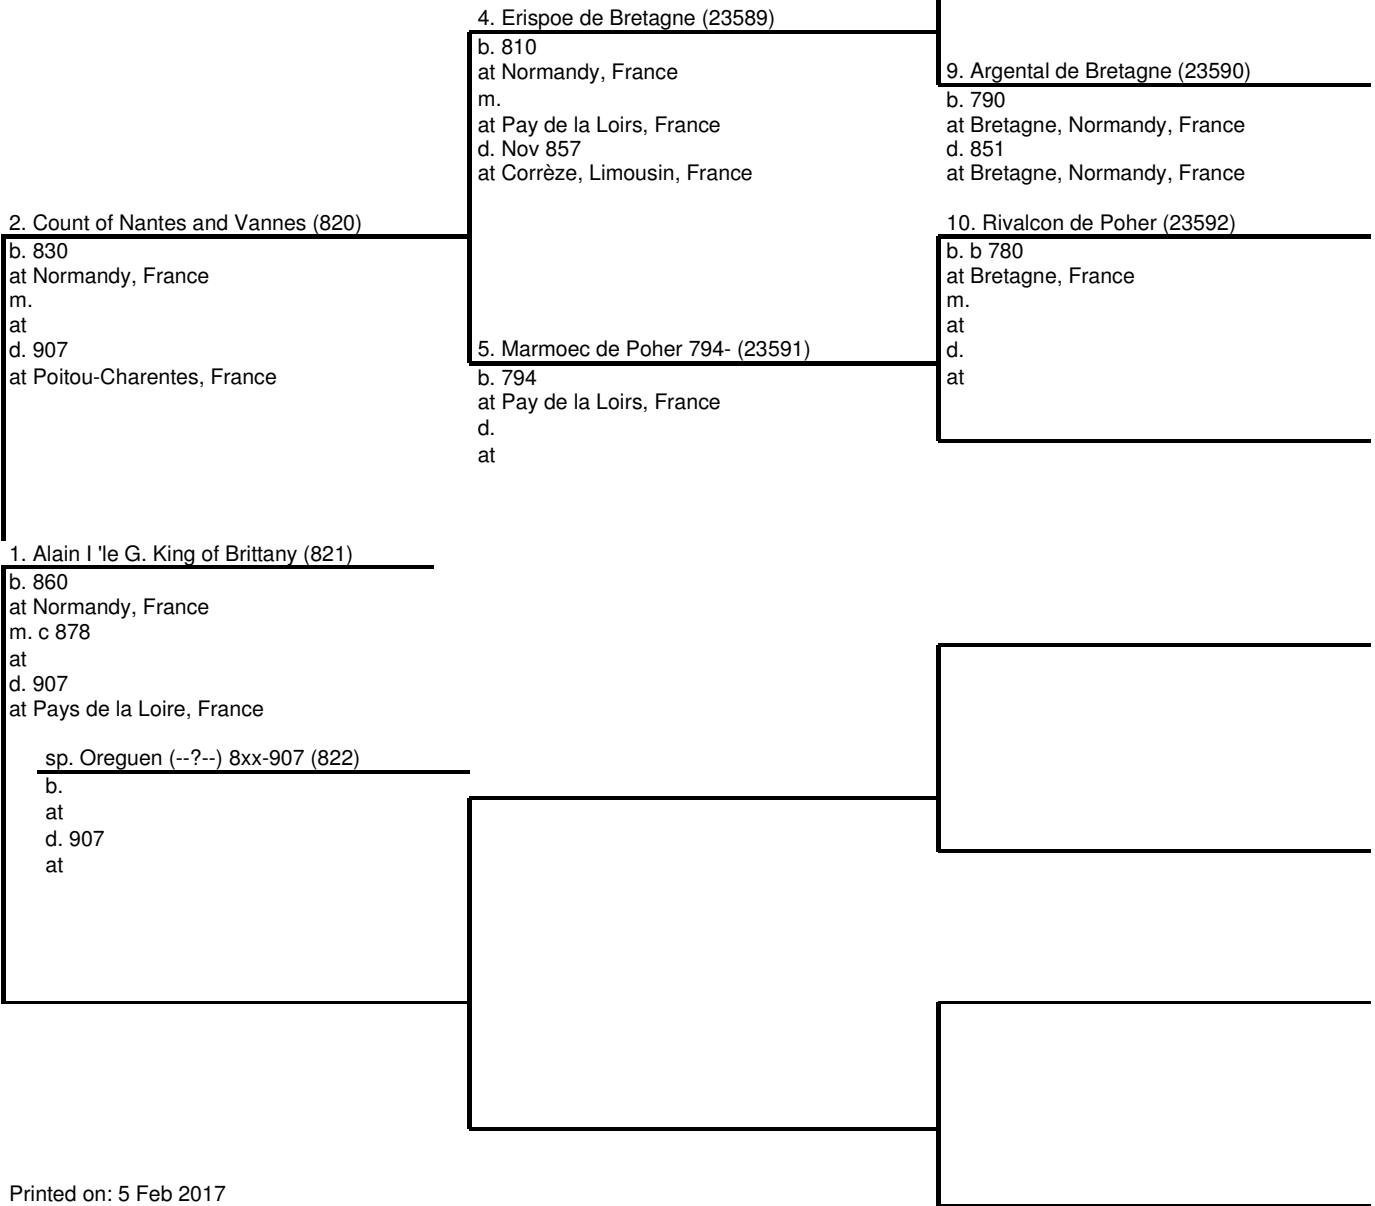 4. Erispoe de Bretagne (23589)
b. 810
at Normandy, France
m.
at Pay de la Loirs, France
d. Nov 857
at Corrèze, Limousin, France
9. Argental de Bretagne (23590)
b. 790
at Bretagne, Normandy, France
d. 851
at Bretagne, Normandy, France
2. Count of Nantes and Vannes (820)
b. 830
at Normandy, France
m.
at
d. 907
at Poitou-Charentes, France
10. Rivalcon de Poher (23592)
b. b 780
at Bretagne, France
m.
at
d.
at
5. Marmoec de Poher 794- (23591)
b. 794
at Pay de la Loirs, France
d.
at
1. Alain I 'le G. King of Brittany (821)
b. 860
at Normandy, France
m. c 878
at
d. 907
at Pays de la Loire, France
sp. Oreguen (--?--) 8xx-907 (822)
b.
at
d. 907
at
Printed on: 5 Feb 2017